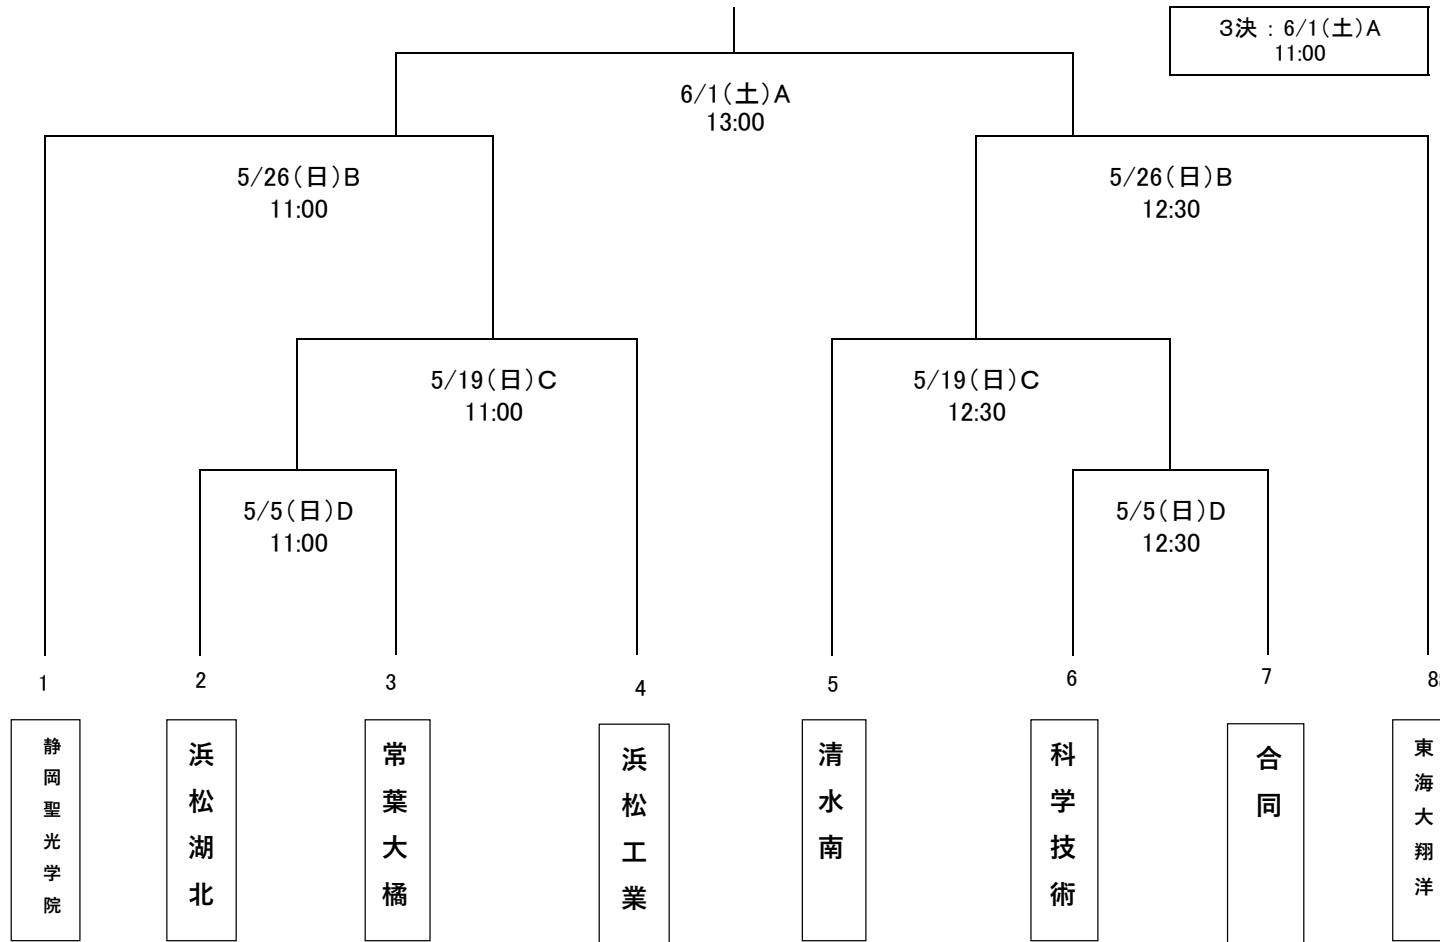 3決：6/1(土)A
11:00
6/1(土)A
13:00
5/26(日)B
11:00
5/26(日)B
12:30
5/19(日)C
11:00
5/19(日)C
12:30
5/5(日)D
11:00
5/5(日)D
12:30
1
2
3
4
5
6
7
8
静岡聖光学院
浜松湖北
常葉大橘
浜松工業
清水南
科学技術
合同
東海大翔洋